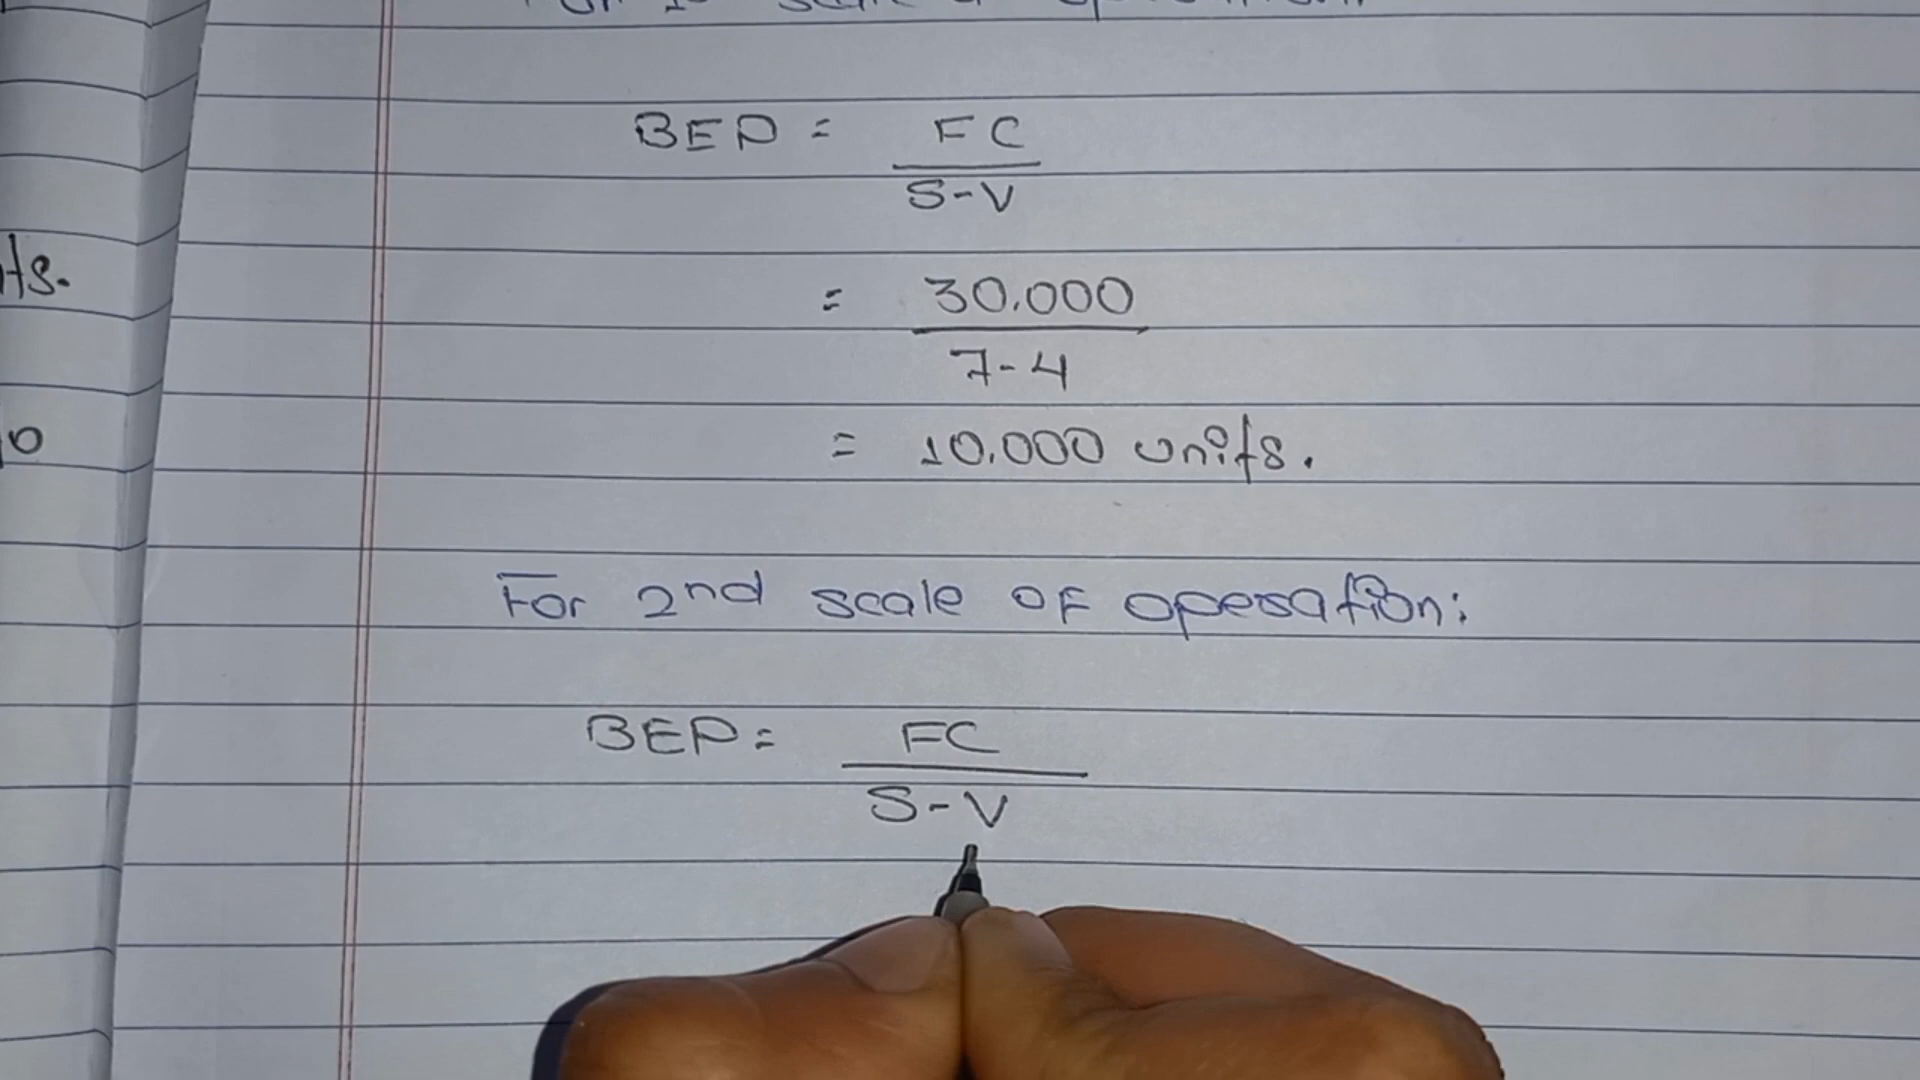 BEP = FC
S-V
= 30,000
7-4
= 10,000 units.
For 2nd scale of operation:
BEP = FC
S-V